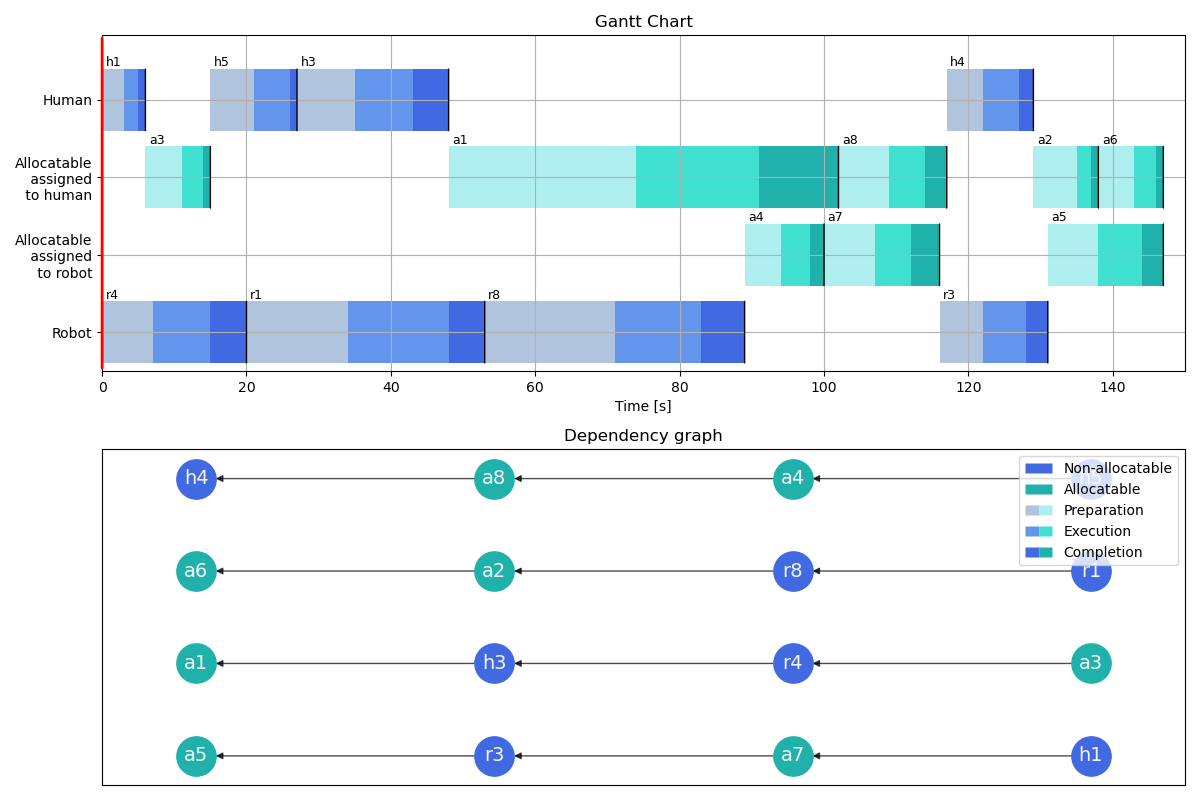 Gantt Chart
h1
h5
h3
h4
Human
a3
a1
a8
a2
a6
Allocatable
assigned
to human
a4
a7
a5
Allocatable
assigned
to robot
r4
r1
r8
r3
Robot
0
20
40
60
80
100
120
140
Time [s]
Dependency graph
h4
a8
a4
Non-allocatable
Allocatable
Preparation
Execution
Completion
a6
a2
r8
r1
a1
h3
r4
a3
a5
r3
a7
h1